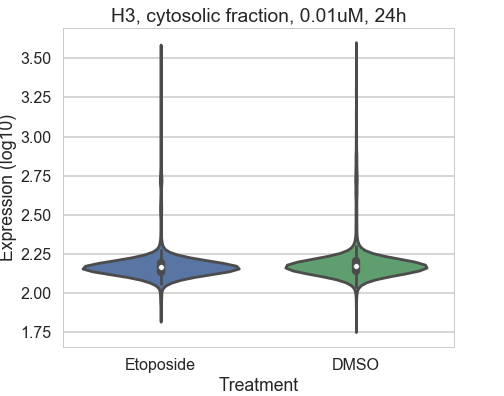 H3, cytosolic fraction, 0.01uM, 24h
Expression (log10)
3.50
3.25
3.00
2.75
2.50
2.25
2.00
1.75
Etoposide DMSO
Treatment